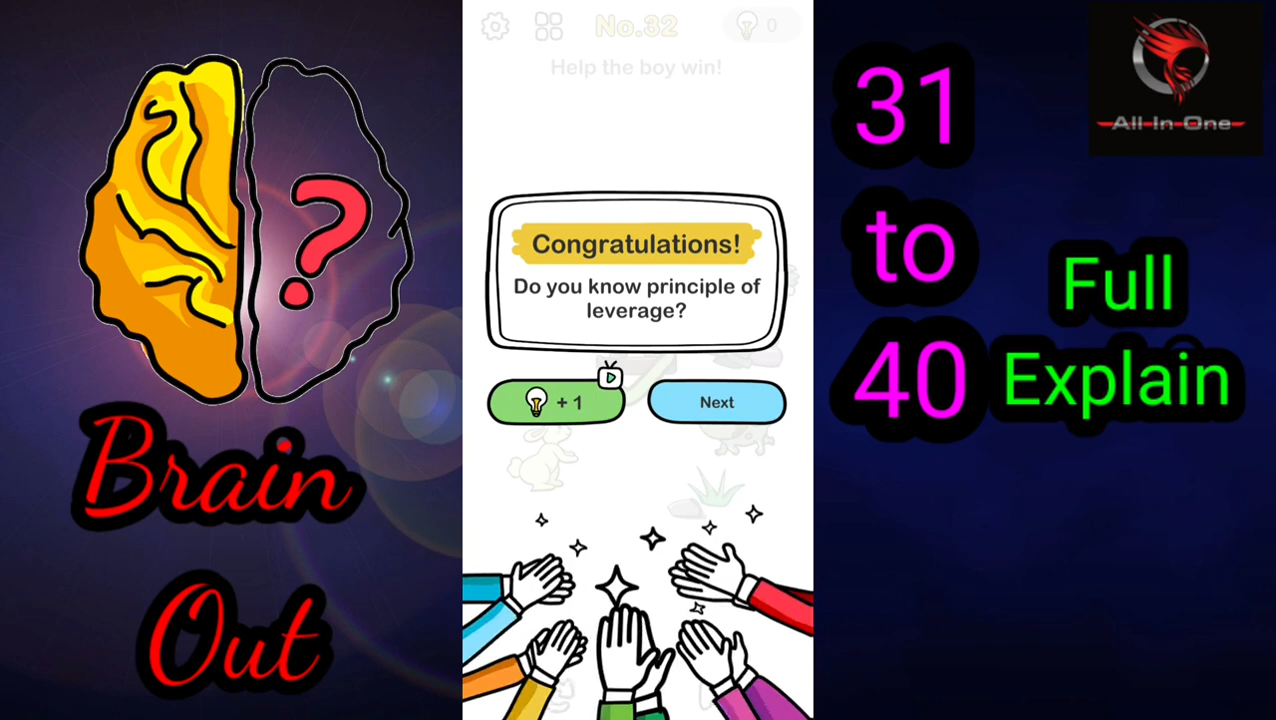 No.32
0
Help the boy win!
Congratulations!
Do you know principle of
leverage?
+ 1
Next
Brain
Out
31
to
40
Full
Explain
All In One